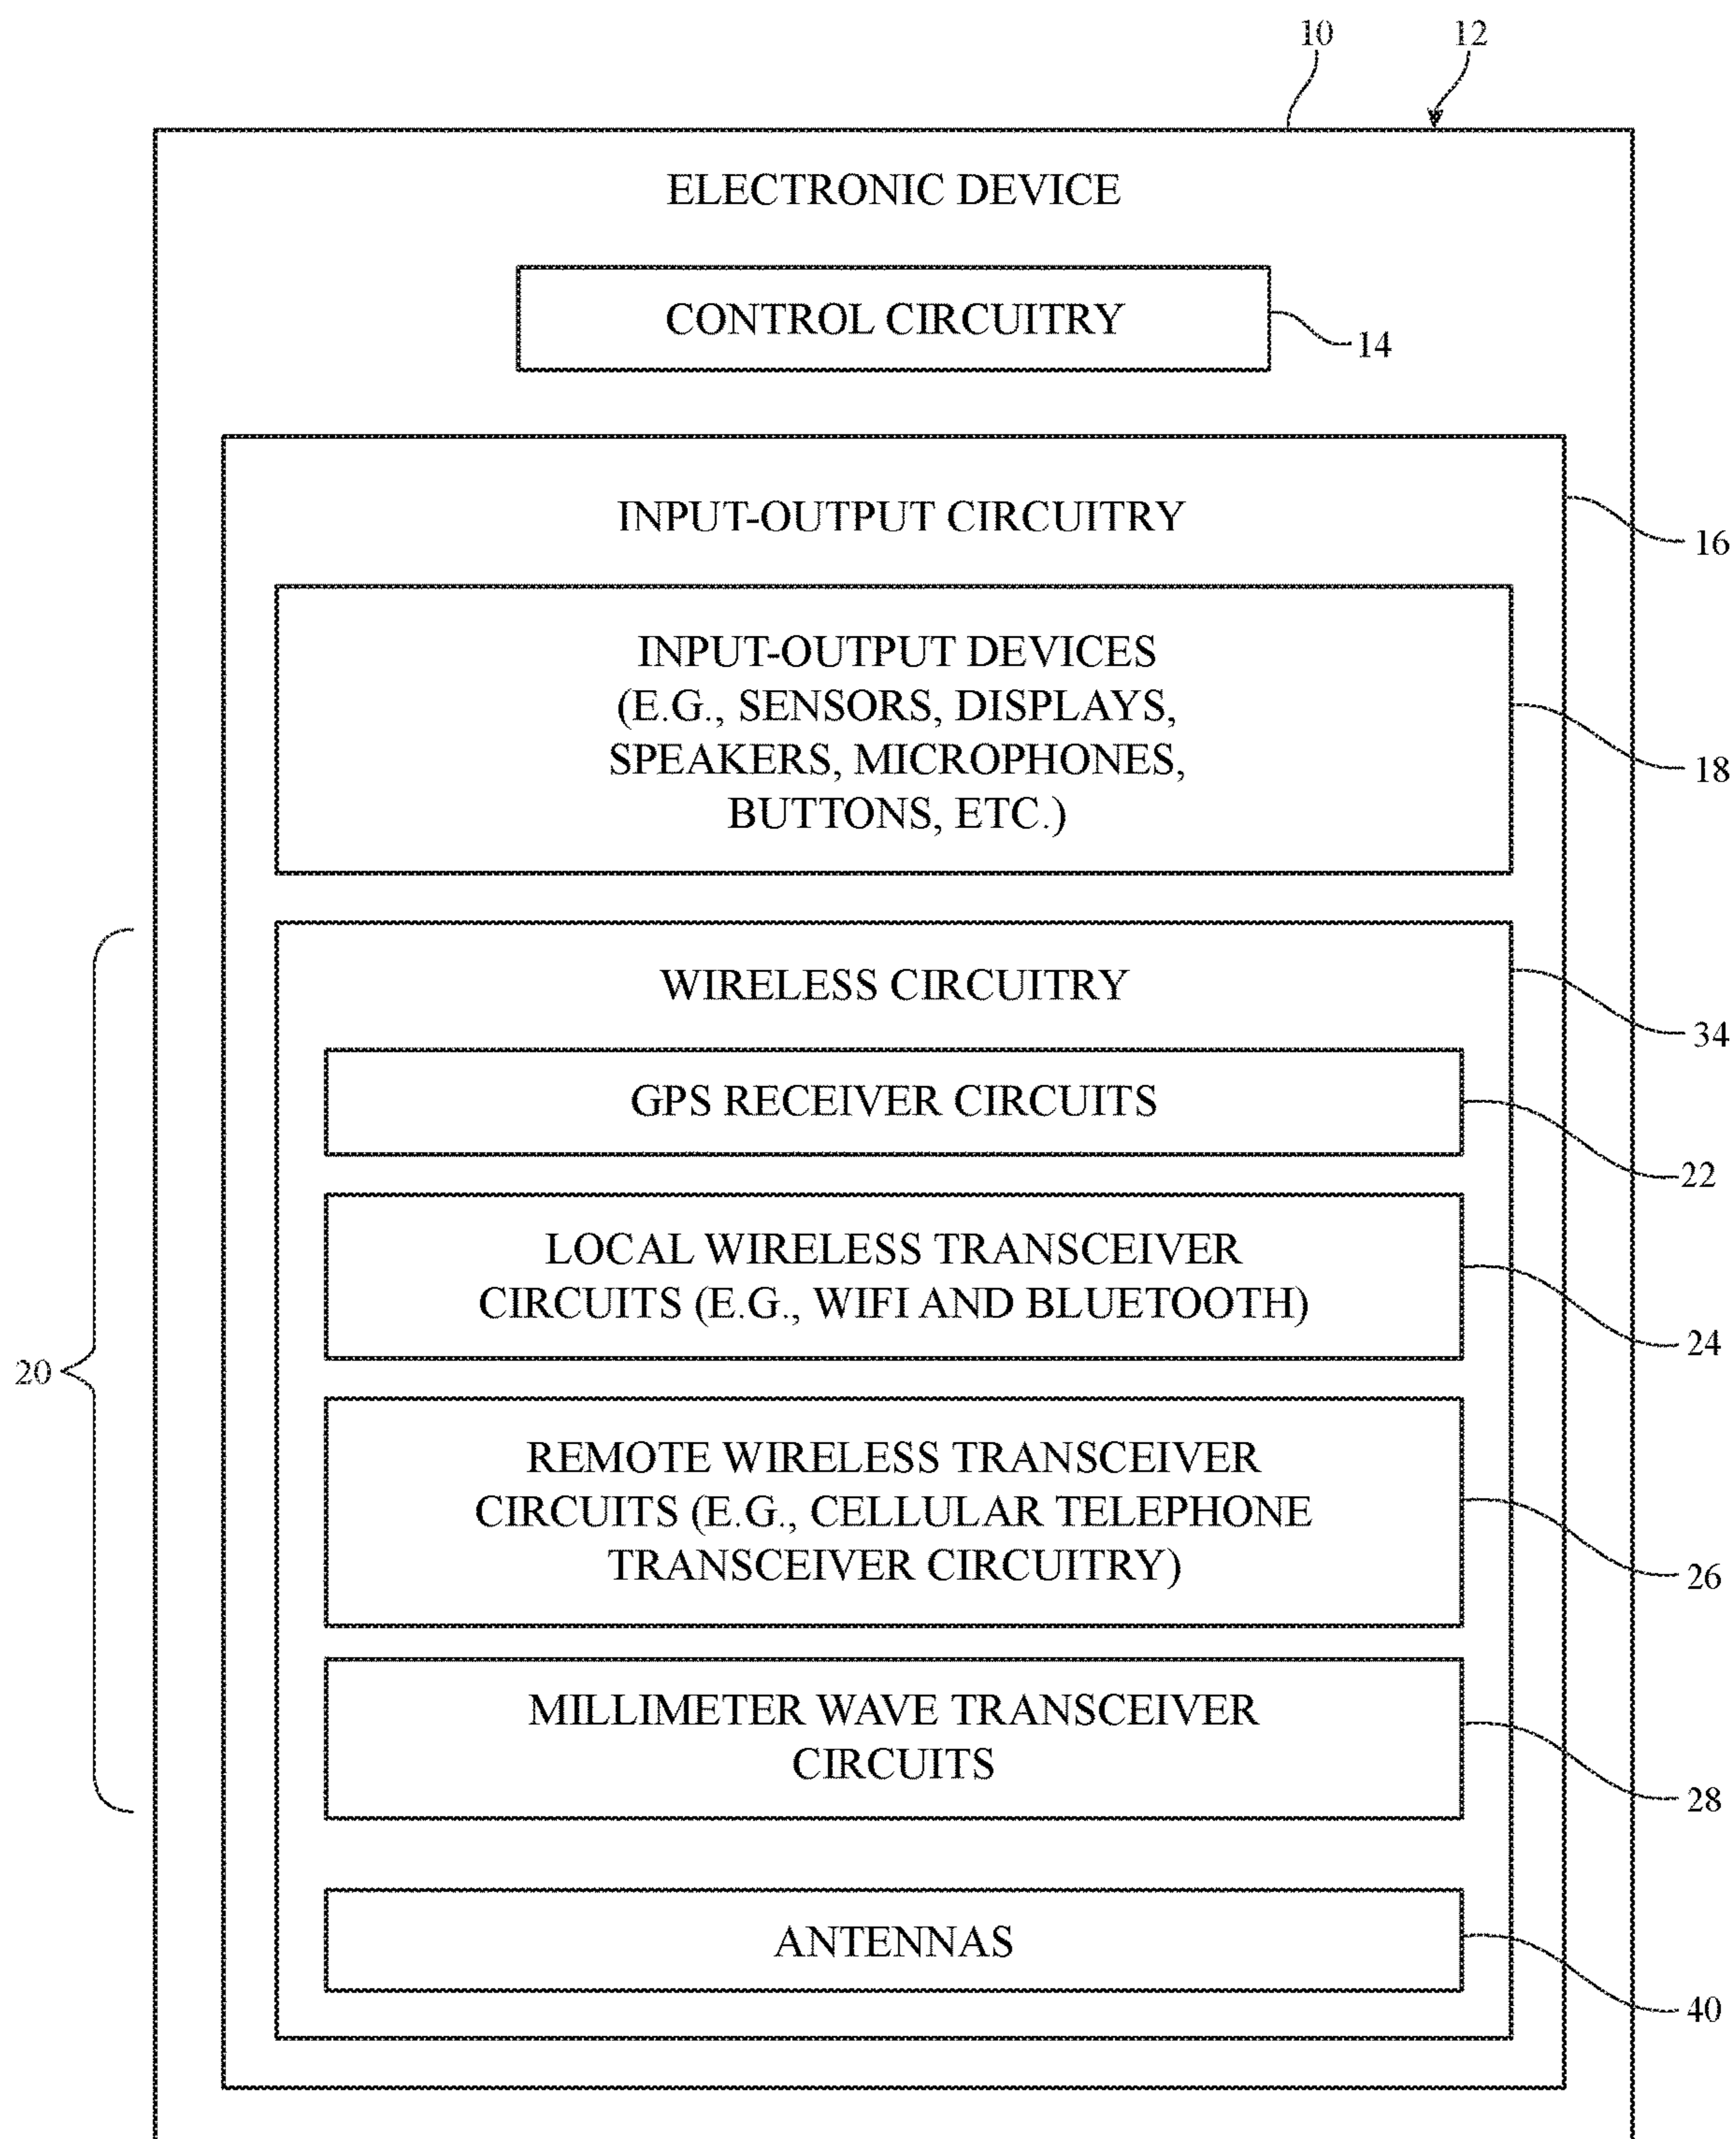 10 12
ELECTRONIC DEVICE
CONTROL CIRCUITRY
14
INPUT-OUTPUT CIRCUITRY
16
INPUT-OUTPUT DEVICES
(E.G., SENSORS, DISPLAYS,
SPEAKERS, MICROPHONES,
BUTTONS, ETC.)
18
WIRELESS CIRCUITRY
34
GPS RECEIVER CIRCUITS
22
LOCAL WIRELESS TRANSCEIVER
CIRCUITS (E.G., WIFI AND BLUETOOTH)
24
20
REMOTE WIRELESS TRANSCEIVER
CIRCUITS (E.G., CELLULAR TELEPHONE
TRANSCEIVER CIRCUITRY)
26
MILLIMETER WAVE TRANSCEIVER
CIRCUITS
28
ANTENNAS
40